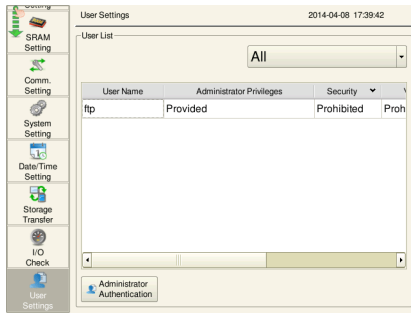 Setting
SRAM
Setting
Comm.
Setting
System
Setting
Date/Time
Setting
Storage
Transfer
I/O
Check
User
Settings
User Settings 2014-04-08 17:39:42
User List
All
User Name Administrator Privileges Security
ftp Provided Prohibited Proh
Administrator
Authentication